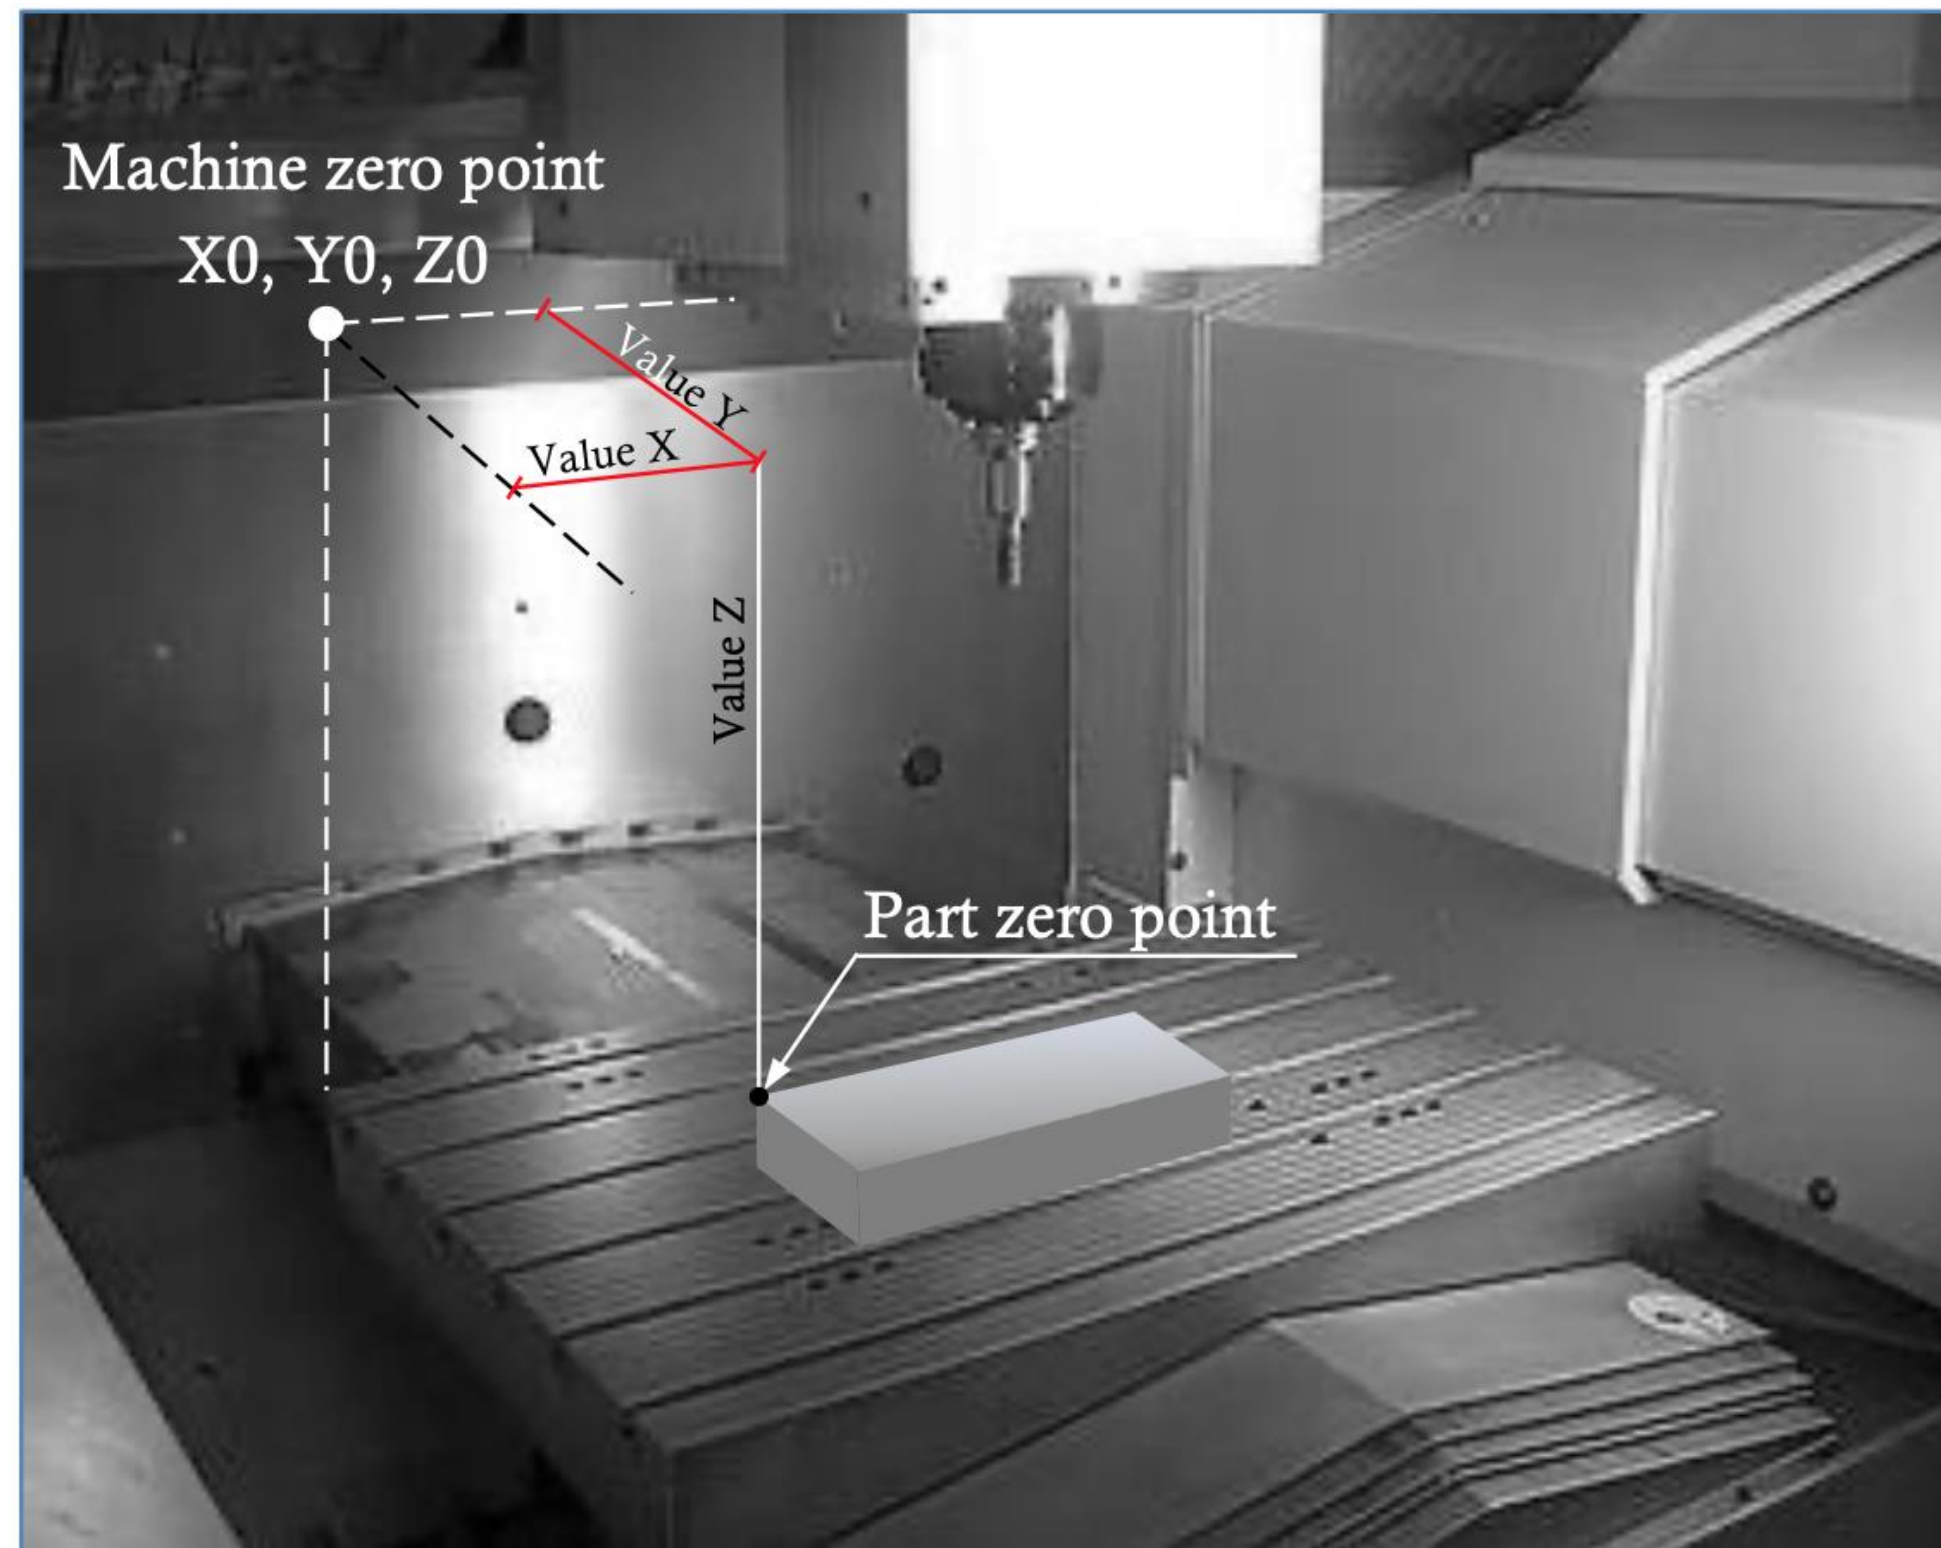 Machine zero point
X0, Y0, Z0
Value Y
Value X
Value Z
Part zero point